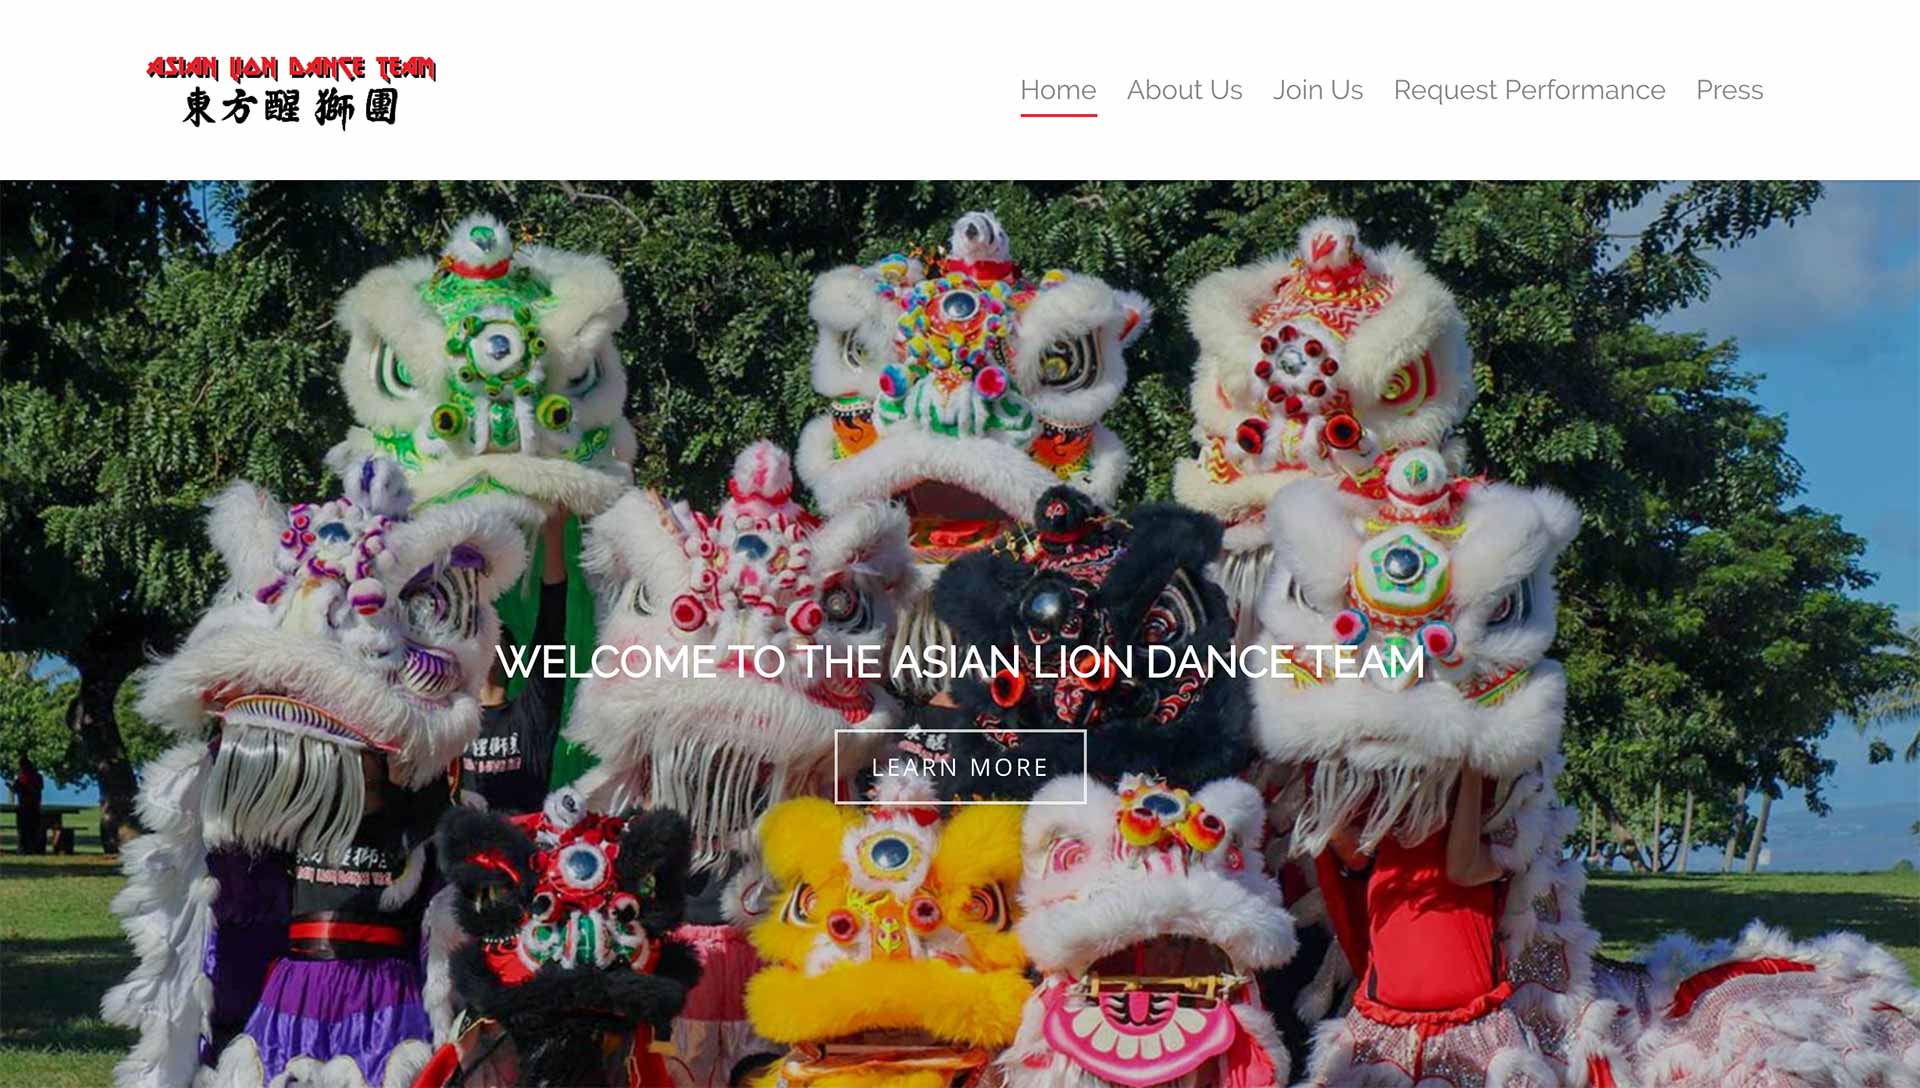 ASIAN LION DANCE TEAM
東方醒獅團
Home About Us Join Us Request Performance Press
WELCOME TO THE ASIAN LION DANCE TEAM
LEARN MORE